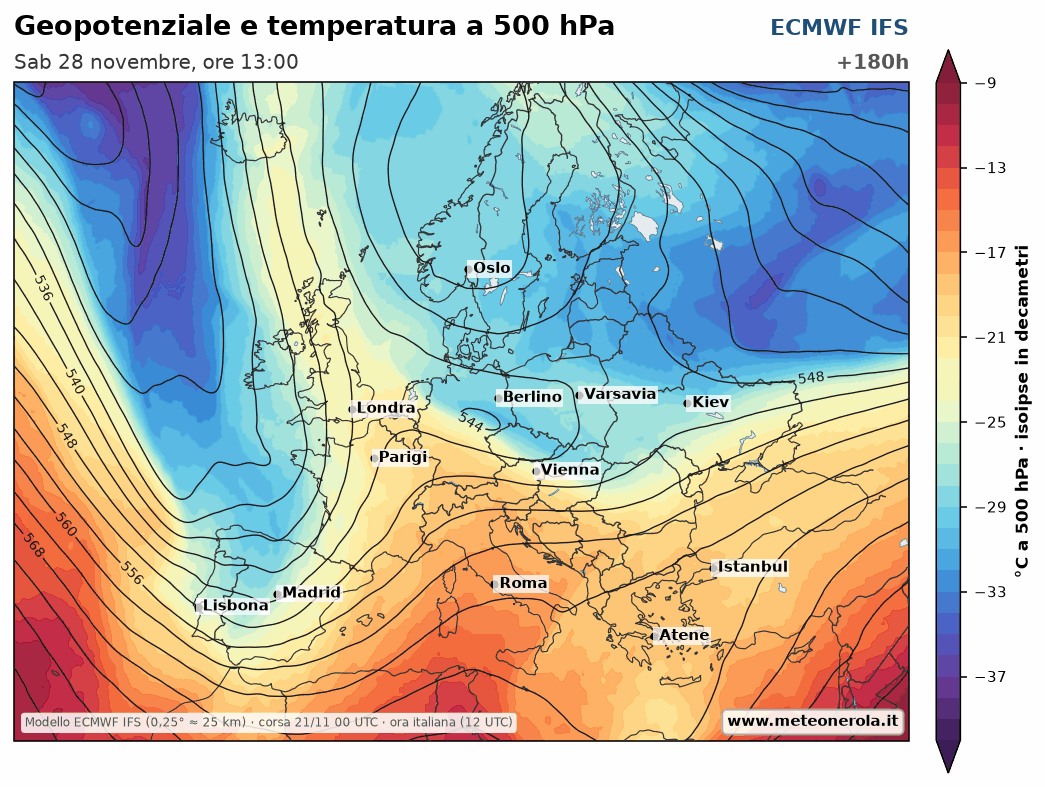 Geopotenziale e temperatura a 500 hPa
ECMWF IFS
Sab 28 novembre, ore 13:00
+180h
536
540
548
560
568
556
544
548
Oslo
Berlino
Varsavia
Kiev
Londra
Parigi
Vienna
Istanbul
Roma
Madrid
Lisbona
Atene
−9
−13
−17
−21
−25
−29
−33
−37
°C a 500 hPa · isoipse in decametri
Modello ECMWF IFS (0,25° ≈ 25 km) · corsa 21/11 00 UTC · ora italiana (12 UTC)
www.meteonerola.it